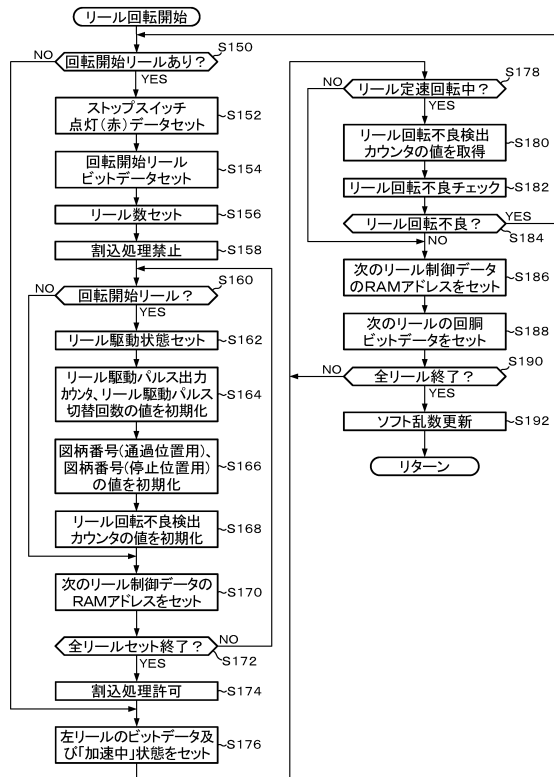 リール回転開始
S150
NO
回転開始リールあり？
YES
ストップスイッチ
点灯(赤)データセット
S152
回転開始リール
ビットデータセット
S154
リール数セット
S156
割込処理禁止
S158
S160
NO
回転開始リール？
YES
リール駆動状態セット
S162
リール駆動パルス出力
カウンタ、リール駆動パルス
切替回数の値を初期化
S164
図柄番号(通過位置用)、
図柄番号(停止位置用)
の値を初期化
S166
リール回転不良検出
カウンタの値を初期化
S168
次のリール制御データの
RAMアドレスをセット
S170
全リールセット終了？
NO
S172
YES
割込処理許可
S174
左リールのビットデータ及
び「加速中」状態をセット
S176
S178
NO
リール定速回転中？
YES
リール回転不良検出
カウンタの値を取得
S180
リール回転不良チェック
S182
リール回転不良？
YES
S184
NO
次のリール制御データ
のRAMアドレスをセット
S186
次のリールの回胴
ビットデータをセット
S188
S190
NO
全リール終了？
YES
ソフト乱数更新
S192
リターン